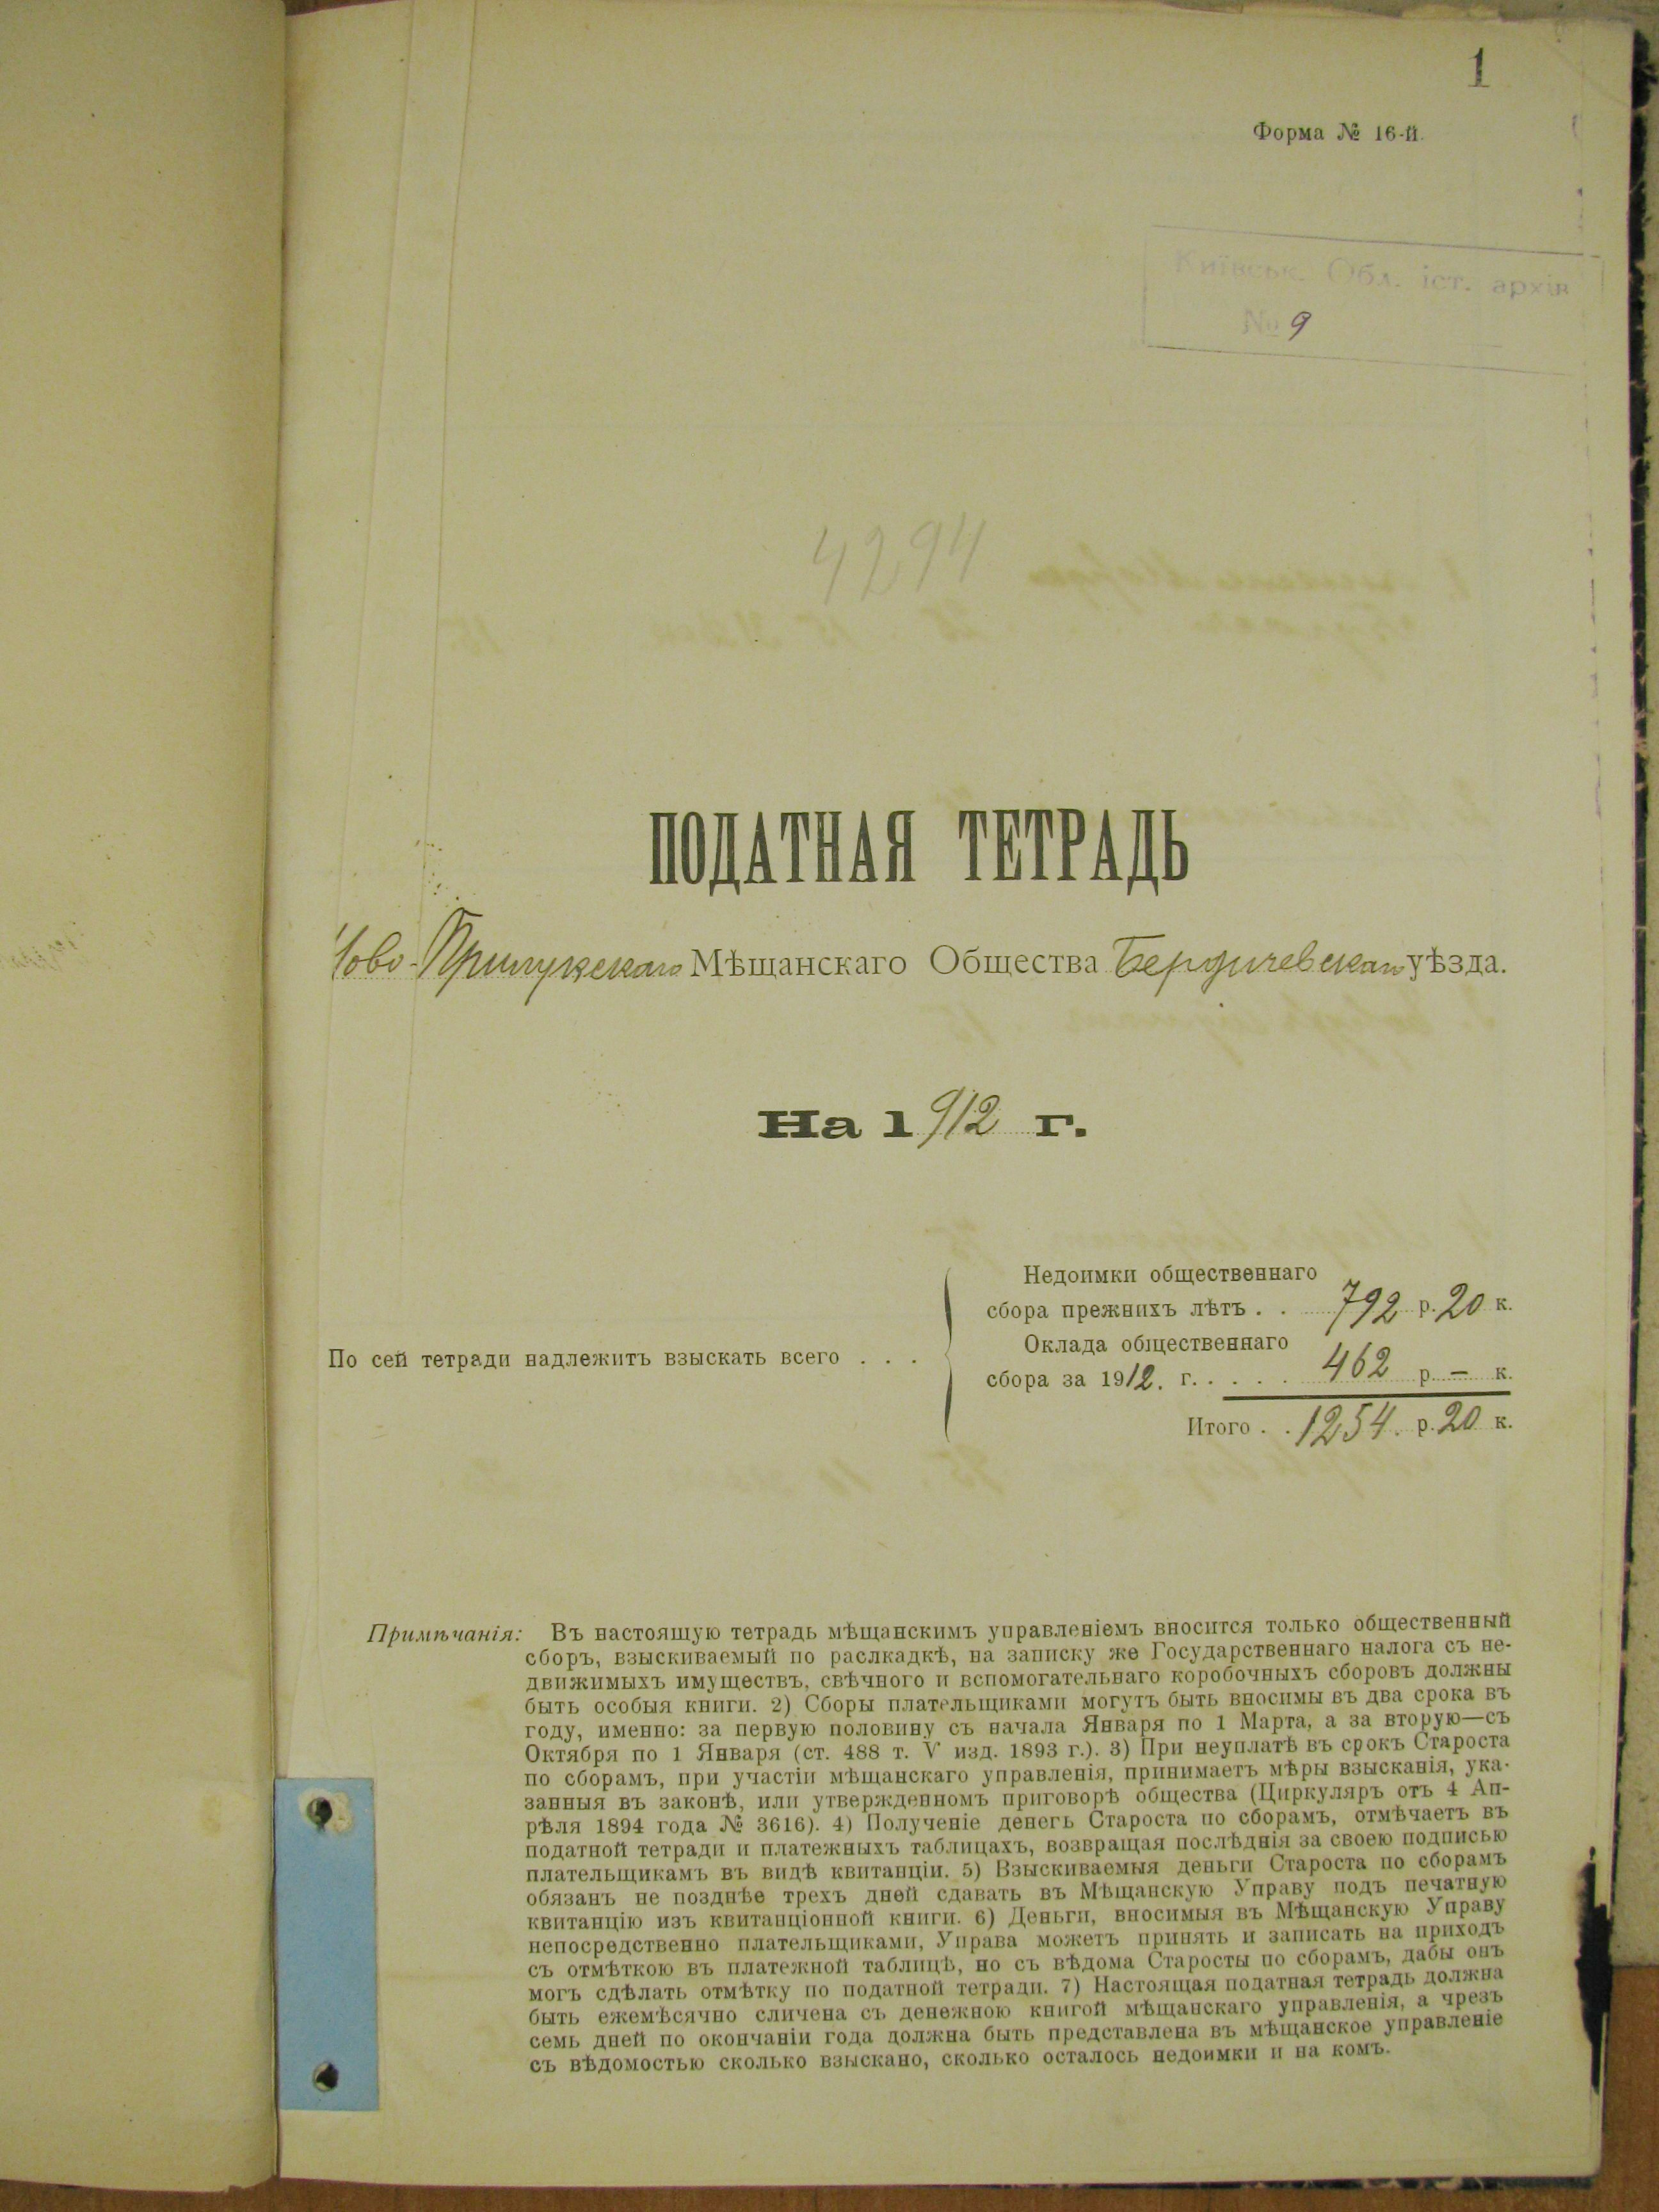 1
Форма № 16-й.
Київськ. Обл. іст. архів
№ 9
4294
ПОДАТНАЯ ТЕТРАДЬ
Ново-Прилукскаго Мѣщанскаго Общества Бердичевскаго уѣзда.
На 1912 г.
Недоимки общественнаго
сбора прежнихъ лѣтъ . . 792 р. 20 к.
По сей тетради надлежитъ взыскать всего . . .
Оклада общественнаго
сбора за 1912. г. . . . . 462 р. — к.
Итого . . 1254. р. 20 к.
Примѣчанія: Въ настоящую тетрадь мѣщанскимъ управленіемъ вносится только общественный
сборъ, взыскиваемый по раслкадкѣ, на записку же Государственнаго налога съ не-
движимыхъ имуществъ, свѣчного и вспомогательнаго коробочныхъ сборовъ должны
быть особыя книги. 2) Сборы плательщиками могутъ быть вносимы въ два срока въ
году, именно: за первую половину съ начала Января по 1 Марта, а за вторую—съ
Октября по 1 Января (ст. 488 т. V изд. 1893 г.). 3) При неуплатѣ въ срокъ Староста
по сборамъ, при участіи мѣщанскаго управленія, принимаетъ мѣры взысканія, ука-
занныя въ законѣ, или утвержденномъ приговорѣ общества (Циркуляръ отъ 4 Ап-
рѣля 1894 года № 3616). 4) Полученіе денегъ Староста по сборамъ, отмѣчаетъ въ
податной тетради и платежныхъ таблицахъ, возвращая послѣднія за своею подписью
плательщикамъ въ видѣ квитанціи. 5) Взыскиваемыя деньги Староста по сборамъ
обязанъ не позднѣе трехъ дней сдавать въ Мѣщанскую Управу подъ печатную
квитанцію изъ квитанціонной книги. 6) Деньги, вносимыя въ Мѣщанскую Управу
непосредственно плательщиками, Управа можетъ принять и записать на приходъ
съ отмѣткою въ платежной таблицѣ, но съ вѣдома Старосты по сборамъ, дабы онъ
могъ сдѣлать отмѣтку по податной тетради. 7) Настоящая податная тетрадь должна
быть ежемѣсячно сличена съ денежною книгой мѣщанскаго управленія, а чрезъ
семь дней по окончаніи года должна быть представлена въ мѣщанское управленіе
съ вѣдомостью сколько взыскано, сколько осталось недоимки и на комъ.